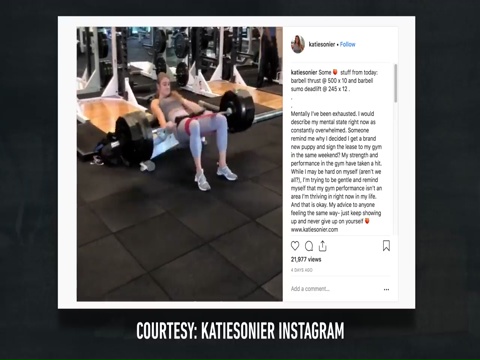 katiesonier • Follow
katiesonier Some🍑 stuff from today:
barbell thrust @ 500 x 10 and barbell
sumo deadlift @ 245 x 12 .
.
.
Mentally I've been exhausted. I would
describe my mental state right now as
constantly overwhelmed. Someone
remind me why I decided I get a brand
new puppy and sign the lease to my gym
in the same weekend? My strength and
performance in the gym have taken a hit.
While I may be hard on myself (aren't we
all?), I'm trying to be gentle and remind
myself that my gym performance isn't an
area I'm thriving in right now in my life.
And that is okay. My advice to anyone
feeling the same way- just keep showing
up and never give up on yourself🍑
www.katiesonier.com
21,977 views
4 DAYS AGO
Add a comment...
COURTESY: KATIESONIER INSTAGRAM